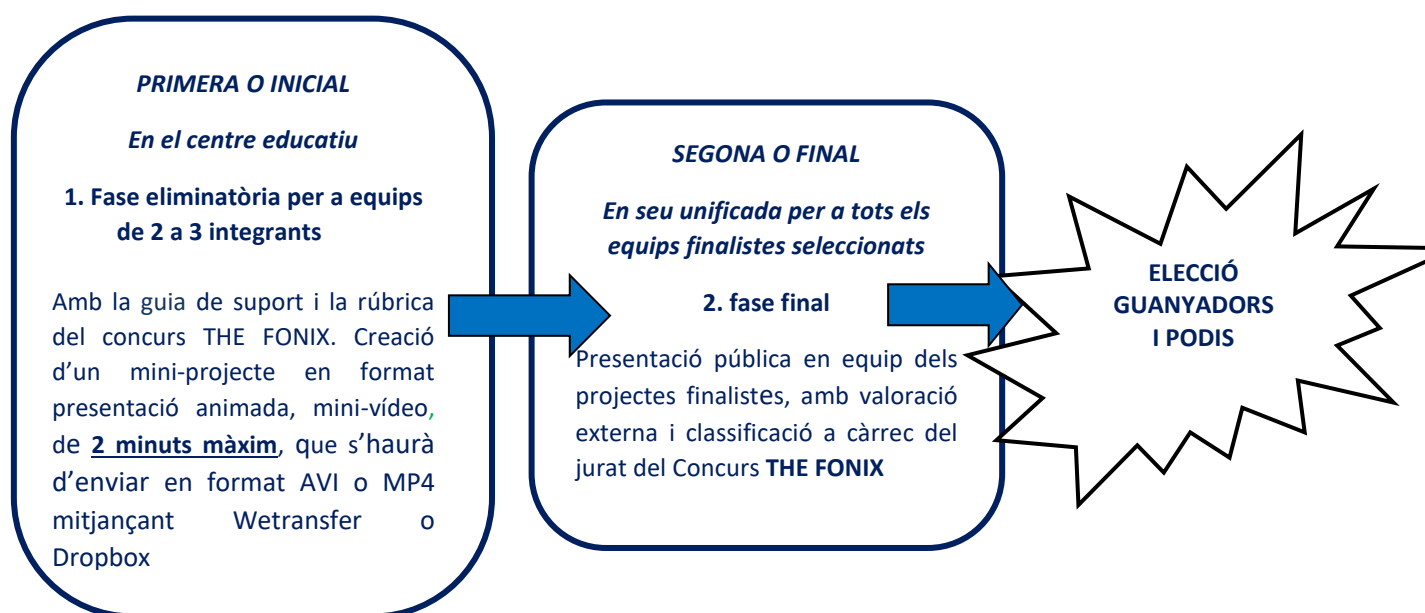 PRIMERA O INICIAL
En el centre educatiu
1. Fase eliminatòria per a equips
de 2 a 3 integrants
Amb la guia de suport i la rúbrica
del concurs THE FONIX. Creació
d’un mini-projecte en format
presentació animada, mini-vídeo,
de 2 minuts màxim, que s’haurà
d’enviar en format AVI o MP4
mitjançant Wetransfer o
Dropbox
SEGONA O FINAL
En seu unificada per a tots els
equips finalistes seleccionats
2. fase final
Presentació pública en equip dels
projectes finalistes, amb valoració
externa i classificació a càrrec del
jurat del Concurs THE FONIX
ELECCIÓ
GUANYADORS
I PODIS